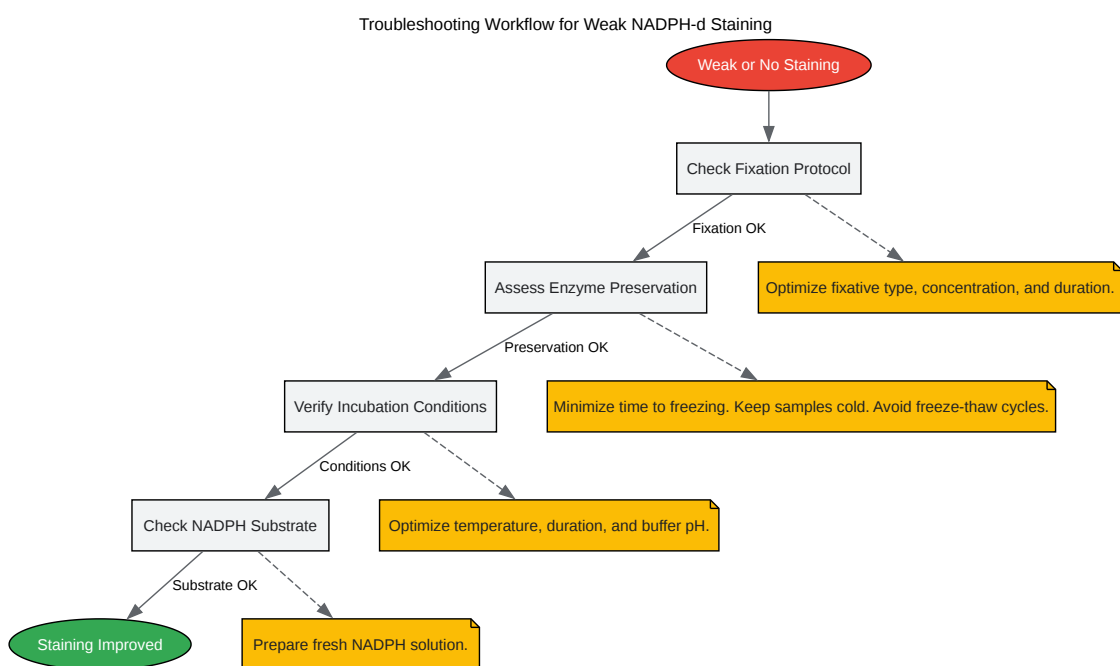 Troubleshooting Workflow for Weak NADPH-d Staining
Weak or No Staining
Check Fixation Protocol
Fixation OK
Assess Enzyme Preservation
Optimize fixative type, concentration, and duration.
Preservation OK
Verify Incubation Conditions
Minimize time to freezing. Keep samples cold. Avoid freeze-thaw cycles.
Conditions OK
Check NADPH Substrate
Optimize temperature, duration, and buffer pH.
Substrate OK
Staining Improved
Prepare fresh NADPH solution.